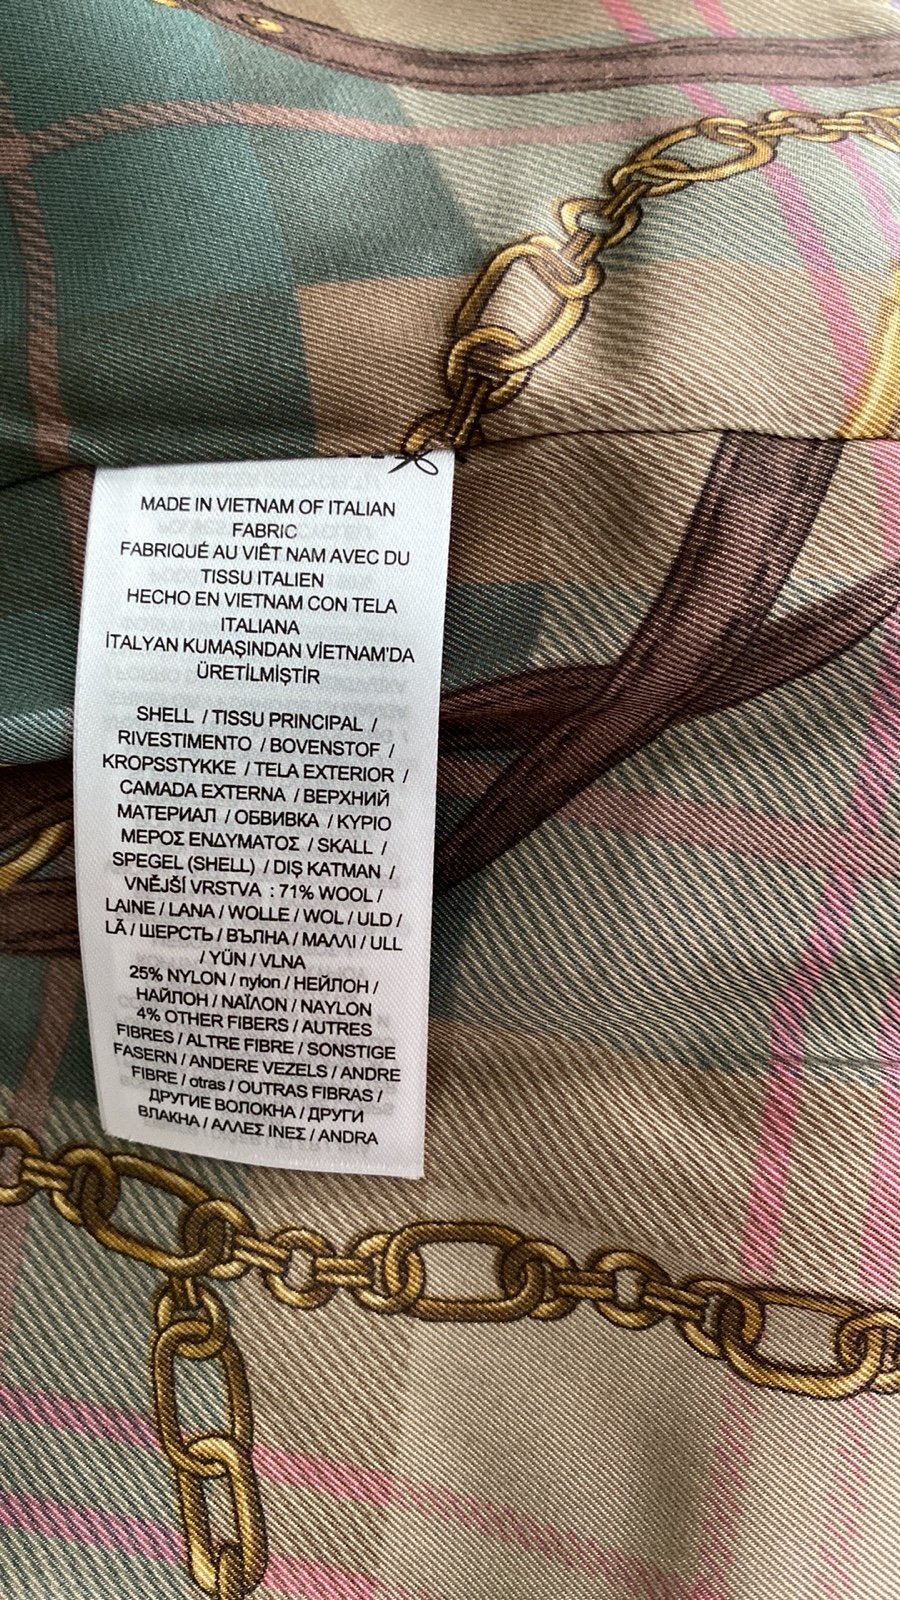 MADE IN VIETNAM OF ITALIAN
FABRIC
FABRIQUÉ AU VIÊT NAM AVEC DU
TISSU ITALIEN
HECHO EN VIETNAM CON TELA
ITALIANA
İTALYAN KUMAŞINDAN VİETNAM'DA
ÜRETİLMİŞTİR
SHELL / TISSU PRINCIPAL /
RIVESTIMENTO / BOVENSTOF /
KROPSSTYKKE / TELA EXTERIOR /
CAMADA EXTERNA / ВЕРХНИЙ
МАТЕРИАЛ / ОБВИВКА / ΚΥΡΙΟ
ΜΕΡΟΣ ΕΝΔΥΜΑΤΟΣ / SKALL /
SPEGEL (SHELL) / DIŞ KATMAN /
VNĚJŠÍ VRSTVA : 71% WOOL /
LAINE / LANA / WOLLE / WOL / ULD /
LÃ / ШЕРСТЬ / ВЪЛНА / ΜΑΛΛΙ / ULL
/ YÜN / VLNA
25% NYLON / nylon / НЕЙЛОН /
НАЙЛОН / ΝΑΪΛΟΝ / NAYLON
4% OTHER FIBERS / AUTRES
FIBRES / ALTRE FIBRE / SONSTIGE
FASERN / ANDERE VEZELS / ANDRE
FIBRE / otras / OUTRAS FIBRAS /
ДРУГИЕ ВОЛОКНА / ДРУГИ
ВЛАКНА / ΑΛΛΕΣ ΙΝΕΣ / ANDRA